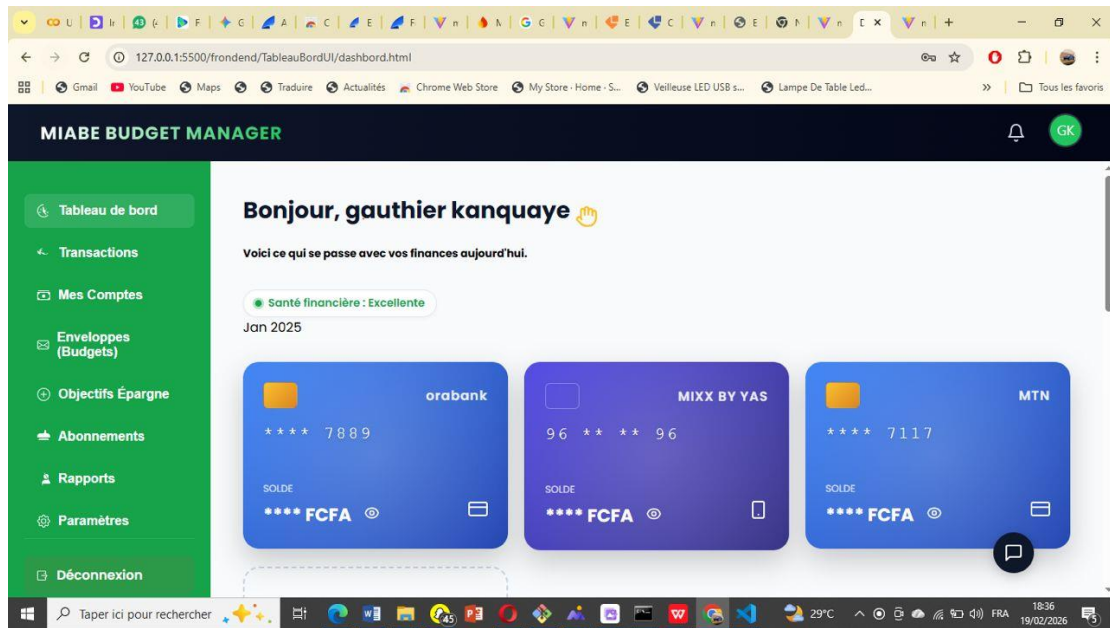 127.0.0.1:5500/frondend/TableauBordUI/dashbord.html
Gmail YouTube Maps Traduire Actualités Chrome Web Store My Store - Home - S... Veilleuse LED USB s... Lampe De Table Led... Tous les favoris
MIABE BUDGET MANAGER
GK
Tableau de bord
Transactions
Mes Comptes
Enveloppes
(Budgets)
Objectifs Épargne
Abonnements
Rapports
Paramètres
Déconnexion
Bonjour, gauthier kanquaye
Voici ce qui se passe avec vos finances aujourd'hui.
Santé financière : Excellente
Jan 2025
orabank
**** 7889
SOLDE
**** FCFA
MIXX BY YAS
96 ** ** 96
SOLDE
**** FCFA
MTN
**** 7117
SOLDE
**** FCFA
Taper ici pour rechercher
29°C
FRA
18:36
19/02/2026